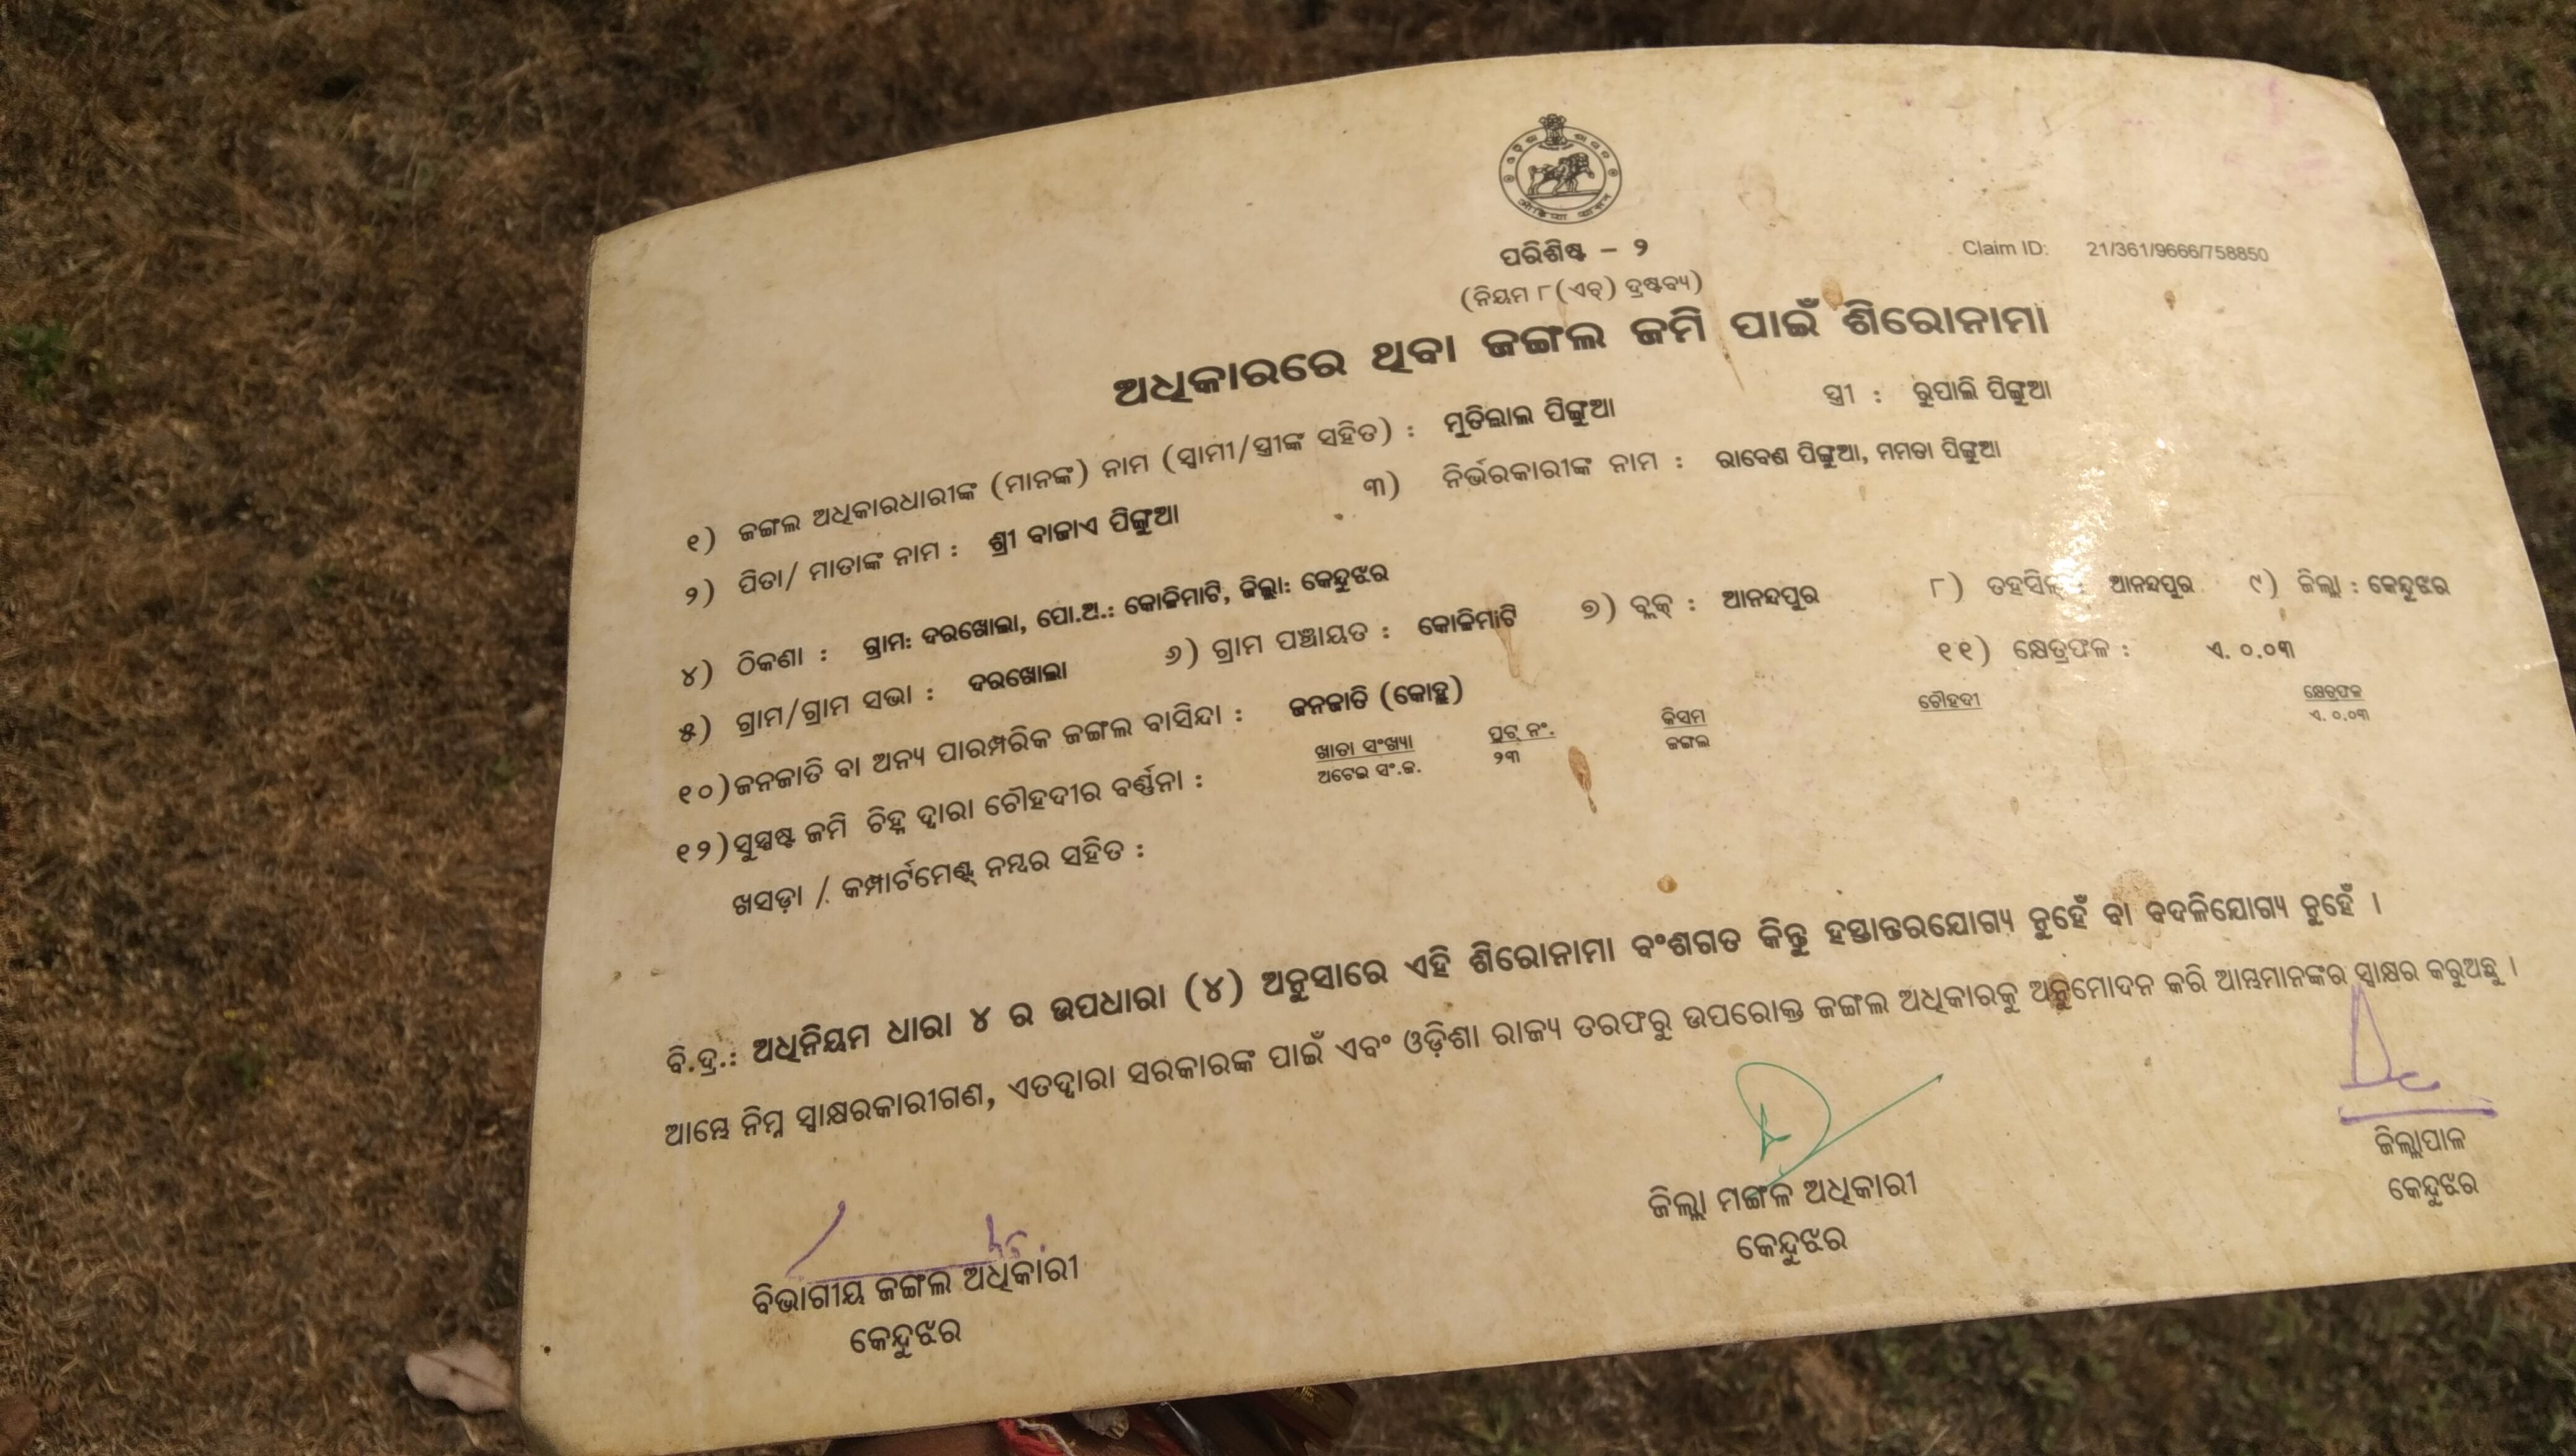 ପରିଶିଷ୍ଟ – ୨
Claim ID: 21/361/9666/758850
(ନିୟମ ୮(ଏଚ୍) ଦ୍ରଷ୍ଟବ୍ୟ)
ଅଧିକାରରେ ଥିବା ଜଙ୍ଗଲ ଜମି ପାଇଁ ଶିରୋନାମା
୧) ଜଙ୍ଗଲ ଅଧିକାରଧାରୀଙ୍କ (ମାନଙ୍କ) ନାମ (ସ୍ୱାମୀ/ସ୍ତ୍ରୀଙ୍କ ସହିତ) : ମୁତିଲାଲ ପିଙ୍ଗୁଆ ସ୍ତ୍ରୀ : ରୁପାଲି ପିଙ୍ଗୁଆ
୨) ପିତା/ ମାତାଙ୍କ ନାମ : ଶ୍ରୀ ବାଜାଏ ପିଙ୍ଗୁଆ ୩) ନିର୍ଭରକାରୀଙ୍କ ନାମ : ରାବେଣ ପିଙ୍ଗୁଆ, ମମତା ପିଙ୍ଗୁଆ
୪) ଠିକଣା : ଗ୍ରାମ: ଦରଖୋଲା, ପୋ.ଅ.: କୋଳିମାଟି, ଜିଲ୍ଲା: କେନ୍ଦୁଝର
୫) ଗ୍ରାମ/ଗ୍ରାମ ସଭା : ଦରଖୋଲା ୬) ଗ୍ରାମ ପଞ୍ଚାୟତ : କୋଳିମାଟି ୭) ବ୍ଲକ୍ : ଆନନ୍ଦପୁର ୮) ତହସିଲ୍ ଆନନ୍ଦପୁର ୯) ଜିଲ୍ଲା : କେନ୍ଦୁଝର
୧୦) ଜନଜାତି ବା ଅନ୍ୟ ପାରମ୍ପରିକ ଜଙ୍ଗଲ ବାସିନ୍ଦା : ଜନଜାତି (କୋହ୍ଲ) ୧୧) କ୍ଷେତ୍ରଫଳ : ଏ. ୦.୦୩
୧୨) ସୁସ୍ପଷ୍ଟ ଜମି ଚିହ୍ନ ଦ୍ୱାରା ଚୌହଦୀର ବର୍ଣ୍ଣନା : ଖାତା ସଂଖ୍ୟା ପ୍ଲଟ୍ ନଂ. କିସମ ଚୌହଦୀ କ୍ଷେତ୍ରଫଳ
ଅଟେଇ ସଂ.ଜ. ୨୩ ଜଙ୍ଗଲ ଏ. ୦.୦୩
ଖସଡ଼ା / କମ୍ପାର୍ଟମେଣ୍ଟ୍ ନମ୍ବର ସହିତ :
ବି.ଦ୍ର.: ଅଧିନିୟମ ଧାରା ୪ ର ଉପଧାରା (୪) ଅନୁସାରେ ଏହି ଶିରୋନାମା ବଂଶଗତ କିନ୍ତୁ ହସ୍ତାନ୍ତରଯୋଗ୍ୟ ନୁହେଁ ବା ବଦଳିଯୋଗ୍ୟ ନୁହେଁ ।
ଆମ୍ଭେ ନିମ୍ନ ସ୍ୱାକ୍ଷରକାରୀଗଣ, ଏତଦ୍ୱାରା ସରକାରଙ୍କ ପାଇଁ ଏବଂ ଓଡ଼ିଶା ରାଜ୍ୟ ତରଫରୁ ଉପରୋକ୍ତ ଜଙ୍ଗଲ ଅଧିକାରକୁ ଅନୁମୋଦନ କରି ଆମ୍ଭମାନଙ୍କର ସ୍ୱାକ୍ଷର କରୁଅଛୁ ।
ବିଭାଗୀୟ ଜଙ୍ଗଲ ଅଧିକାରୀ
କେନ୍ଦୁଝର
ଜିଲ୍ଲା ମଙ୍ଗଳ ଅଧିକାରୀ
କେନ୍ଦୁଝର
ଜିଲ୍ଲାପାଳ
କେନ୍ଦୁଝର